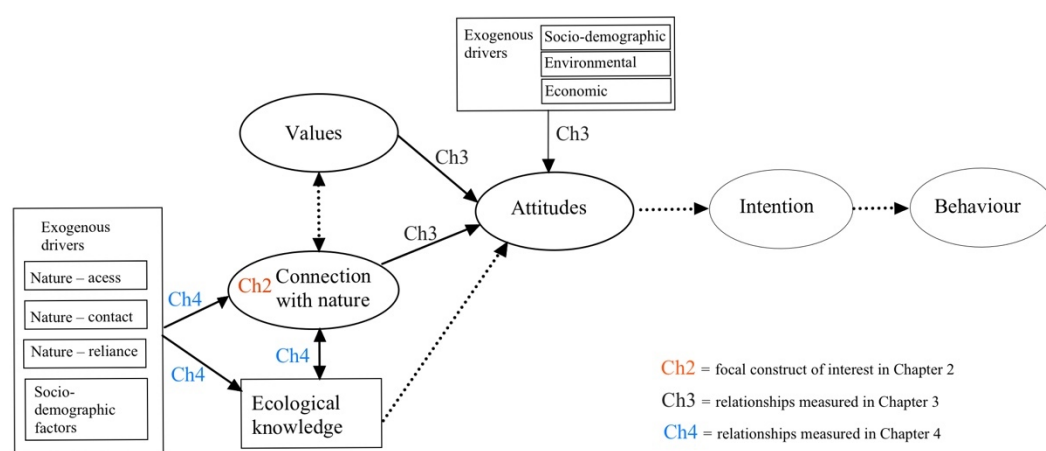 Exogenous
drivers
Socio-demographic
Environmental
Economic
Values
Ch3
Ch3
Attitudes
Intention
Behaviour
Exogenous
drivers
Nature – acess
Nature – contact
Nature – reliance
Socio-
demographic
factors
Ch4
Ch4
Ch2 Connection
with nature
Ch3
Ch4
Ecological
knowledge
Ch2 = focal construct of interest in Chapter 2
Ch3 = relationships measured in Chapter 3
Ch4 = relationships measured in Chapter 4